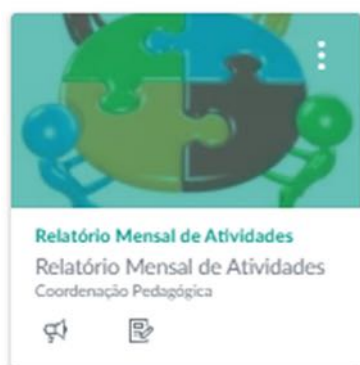 Relatório Mensal de Atividades
Relatório Mensal de Atividades
Coordenação Pedagógica